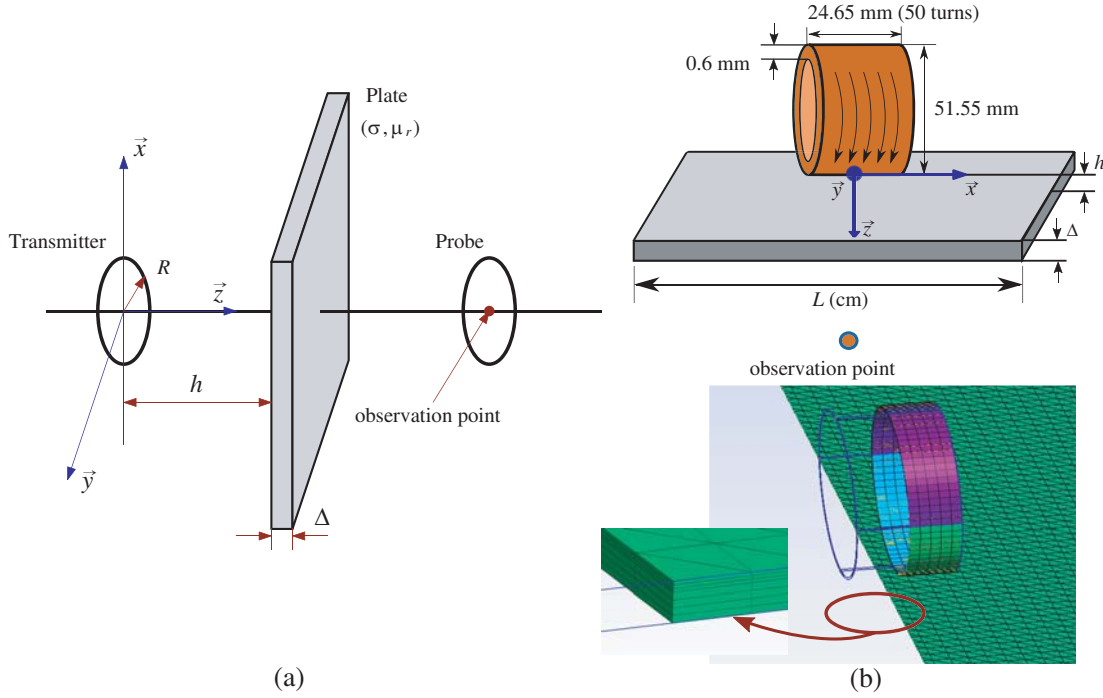 Plate
(σ, μr)
x⃗
Transmitter
R
z⃗
Probe
h
observation point
y⃗
Δ
(a)
24.65 mm (50 turns)
0.6 mm
51.55 mm
h
y⃗
x⃗
z⃗
Δ
L (cm)
observation point
(b)